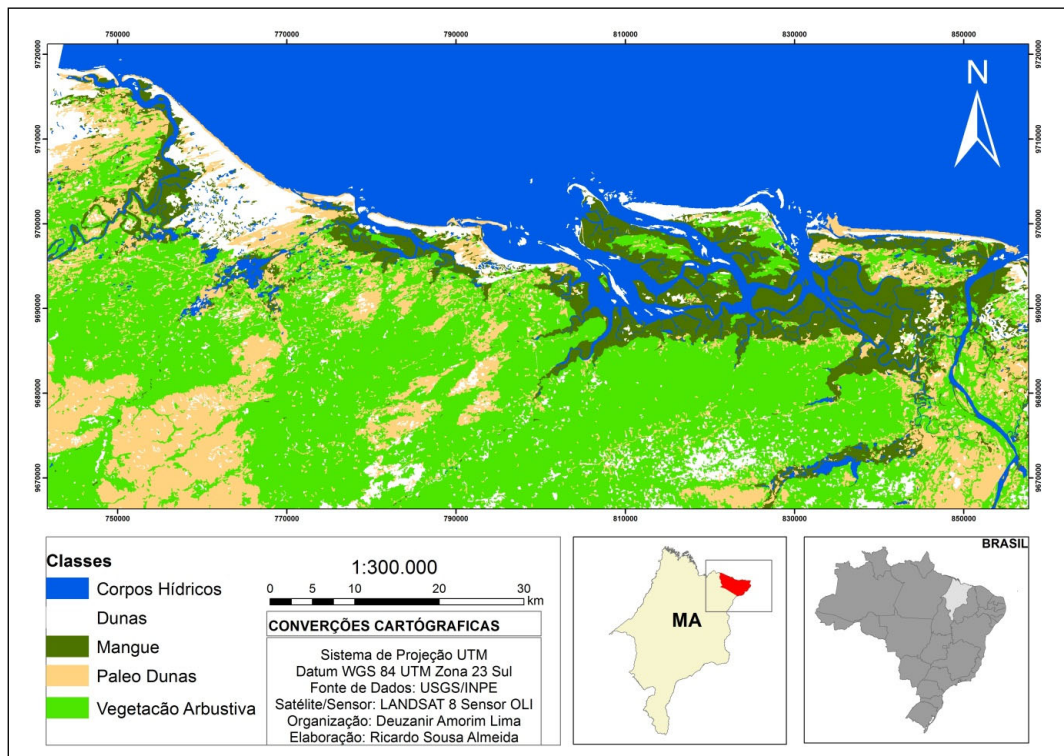 750000 770000 790000 810000 830000 850000
9720000 9720000
9710000 9710000
9700000 9700000
9690000 9690000
9680000 9680000
9670000 9670000
N
750000 770000 790000 810000 830000 850000
Classes
Corpos Hídricos
Dunas
Mangue
Paleo Dunas
Vegetacão Arbustiva
1:300.000
0 5 10 20 30
km
CONVERÇÕES CARTÓGRAFICAS
Sistema de Projeção UTM
Datum WGS 84 UTM Zona 23 Sul
Fonte de Dados: USGS/INPE
Satélite/Sensor: LANDSAT 8 Sensor OLI
Organização: Deuzanir Amorim Lima
Elaboração: Ricardo Sousa Almeida
MA
BRASIL